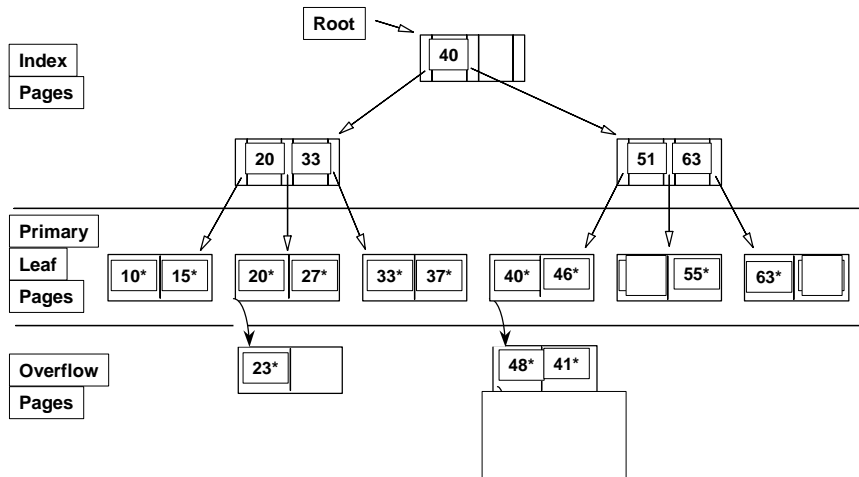 Root
Index
Pages
40
20 33
51 63
Primary
Leaf
Pages
10* 15*
20* 27*
33* 37*
40* 46*
55*
63*
Overflow
Pages
23*
48* 41*